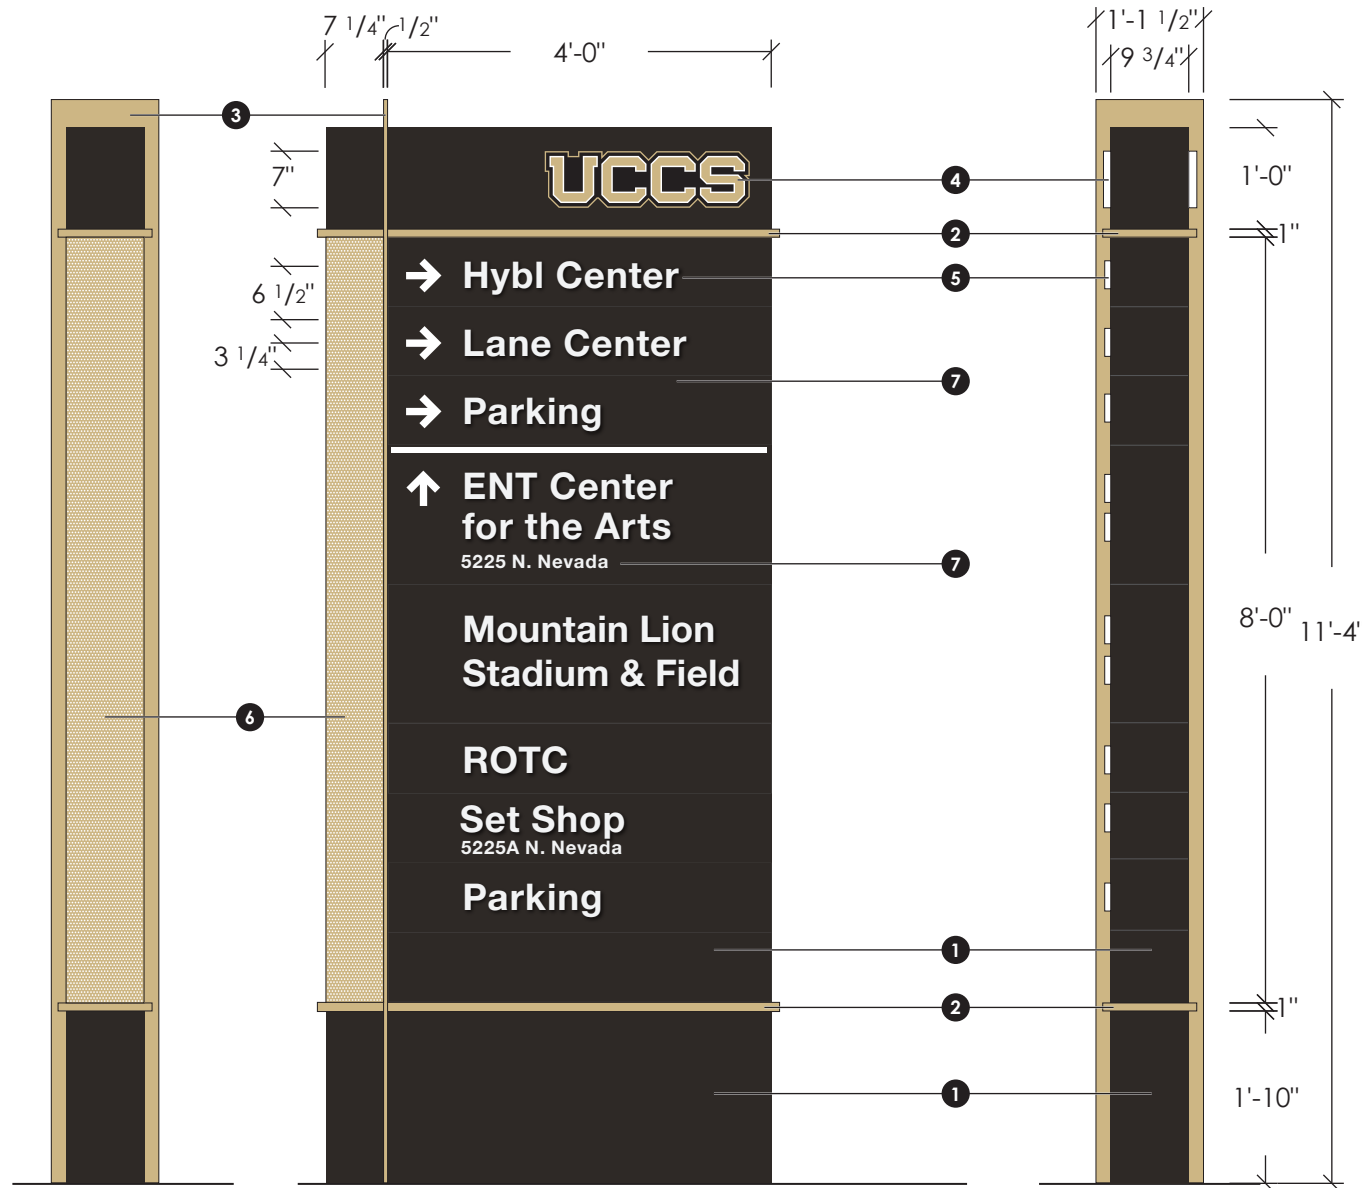 7 1/4" 1/2"
4'-0"
1'-1 1/2"
9 3/4"
3
7"
UCCS
4
1'-0"
2
1"
6 1/2"
Hybl Center
5
3 1/4"
Lane Center
7
Parking
ENT Center
for the Arts
5225 N. Nevada
7
8'-0" 11'-4'
Mountain Lion
Stadium & Field
6
ROTC
Set Shop
5225A N. Nevada
Parking
1
2
1"
1
1'-10"